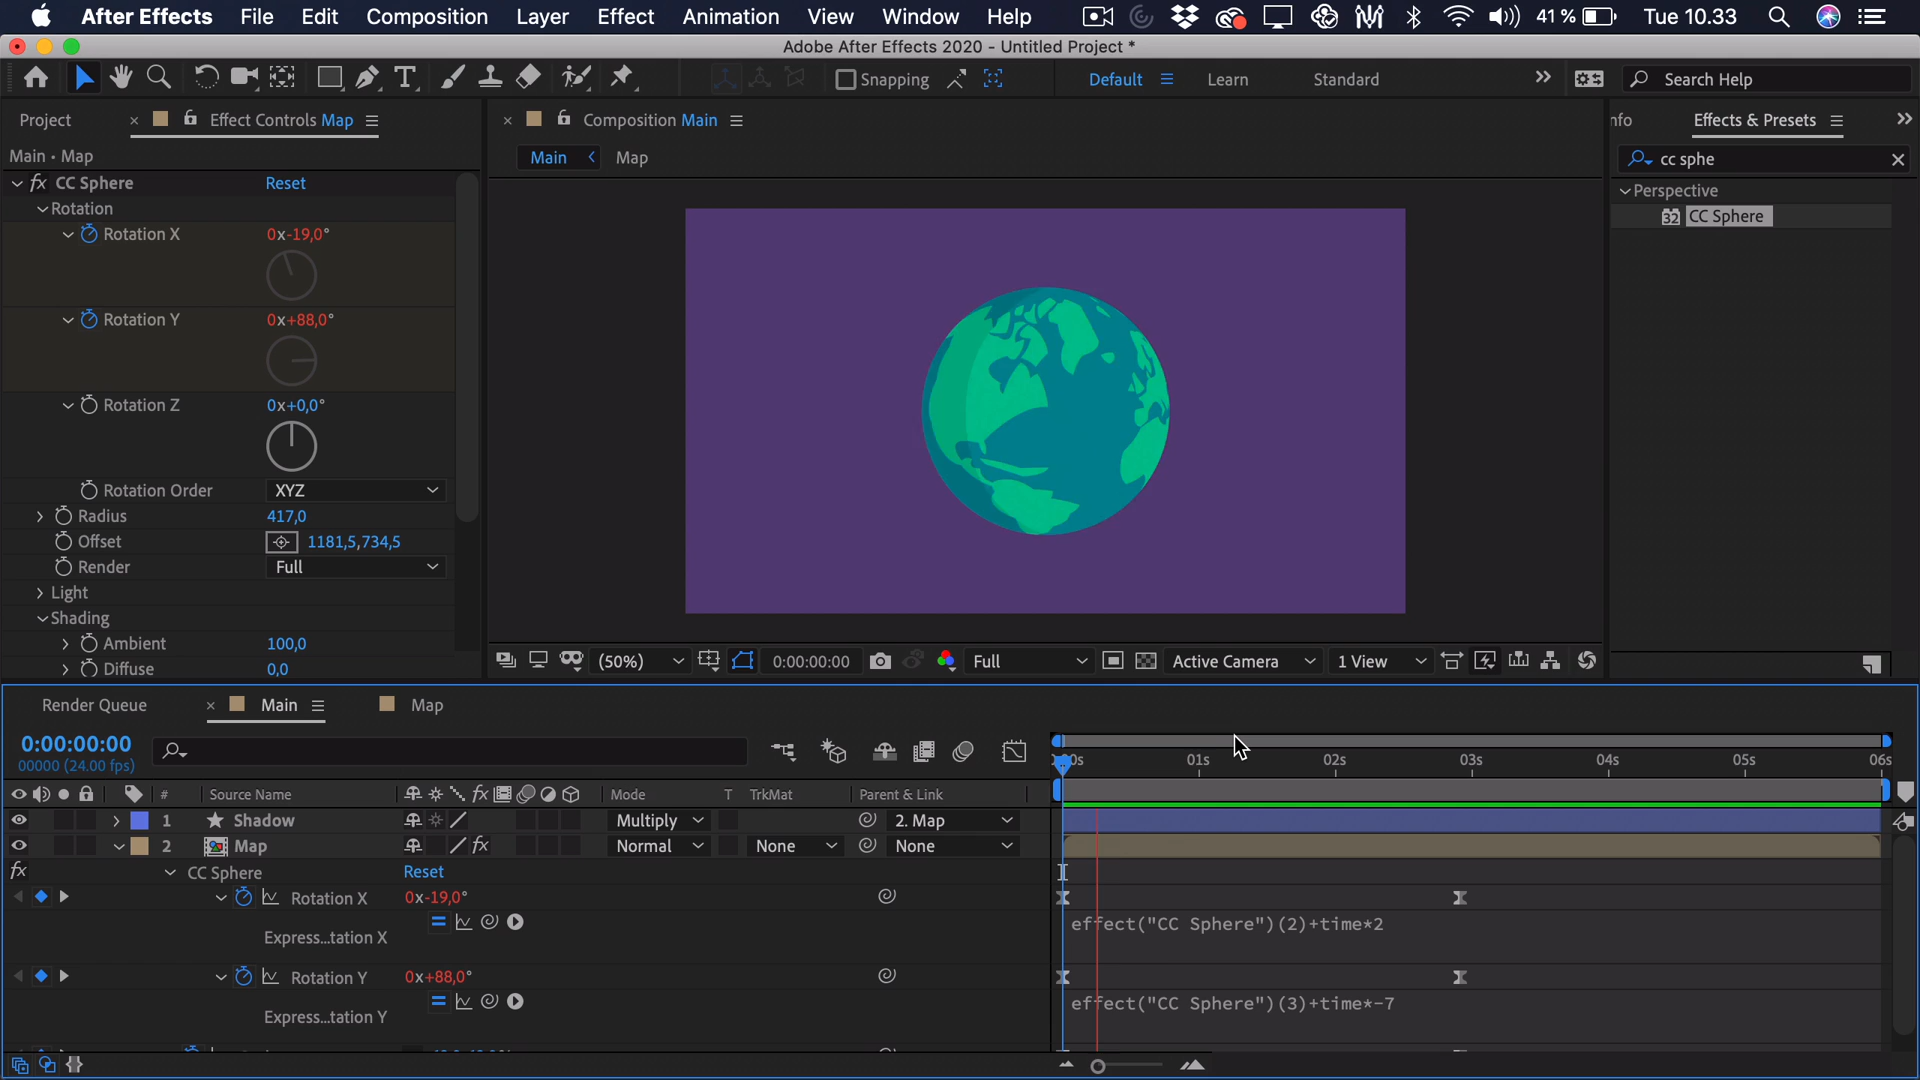 After Effects File Edit Composition Layer Effect Animation View Window Help 41 % Tue 10.33
Adobe After Effects 2020 - Untitled Project *
Snapping Default Learn Standard Search Help
Project Effect Controls Map Composition Main nfo Effects & Presets
Main • Map
Main Map
cc sphe
fx CC Sphere Reset
Perspective
Rotation
32 CC Sphere
Rotation X 0x-19,0°
Rotation Y 0x+88,0°
Rotation Z 0x+0,0°
Rotation Order XYZ
Radius 417,0
Offset 1181,5,734,5
Render Full
Light
Shading
Ambient 100,0
Diffuse 0,0
(50%) 0:00:00:00 Full Active Camera 1 View
Render Queue Main Map
0:00:00:00
00000 (24.00 fps)
00s 01s 02s 03s 04s 05s 06s
# Source Name fx Mode T TrkMat Parent & Link
1 Shadow Multiply 2. Map
2 Map fx Normal None None
fx CC Sphere Reset
Rotation X 0x-19,0°
Express...tation X effect("CC Sphere")(2)+time*2
Rotation Y 0x+88,0°
Express...tation Y effect("CC Sphere")(3)+time*-7